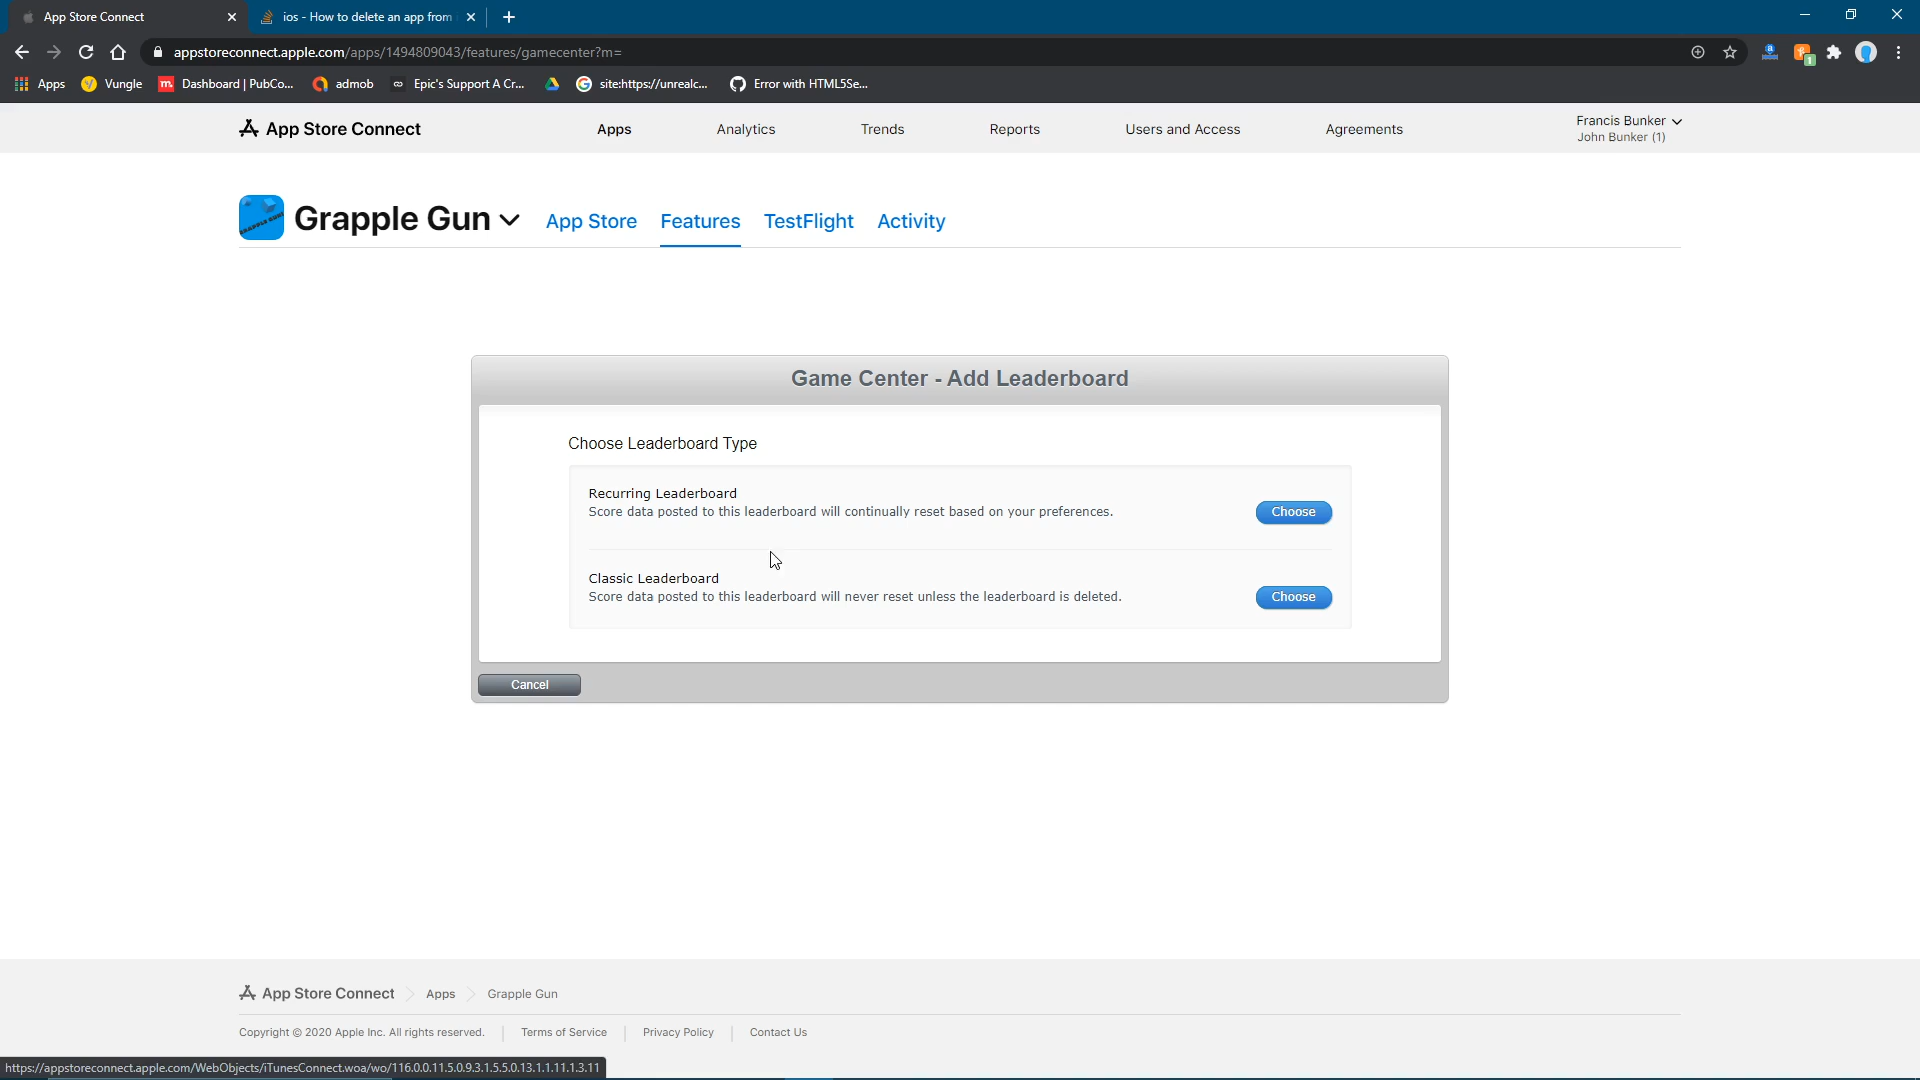 App Store Connect
ios - How to delete an app from
appstoreconnect.apple.com/apps/1494809043/features/gamecenter?m=
1
Apps Vungle Dashboard | PubCo... admob Epic's Support A Cr... site:https://unrealc... Error with HTML5Se...
App Store Connect Apps Analytics Trends Reports Users and Access Agreements Francis Bunker
John Bunker (1)
Grapple Gun App Store Features TestFlight Activity
Game Center - Add Leaderboard
Choose Leaderboard Type
Recurring Leaderboard
Score data posted to this leaderboard will continually reset based on your preferences.
Choose
Classic Leaderboard
Score data posted to this leaderboard will never reset unless the leaderboard is deleted.
Choose
Cancel
App Store Connect Apps Grapple Gun
Copyright © 2020 Apple Inc. All rights reserved. Terms of Service Privacy Policy Contact Us
https://appstoreconnect.apple.com/WebObjects/iTunesConnect.woa/wo/116.0.0.11.5.0.9.3.1.5.5.0.13.1.1.11.1.3.11